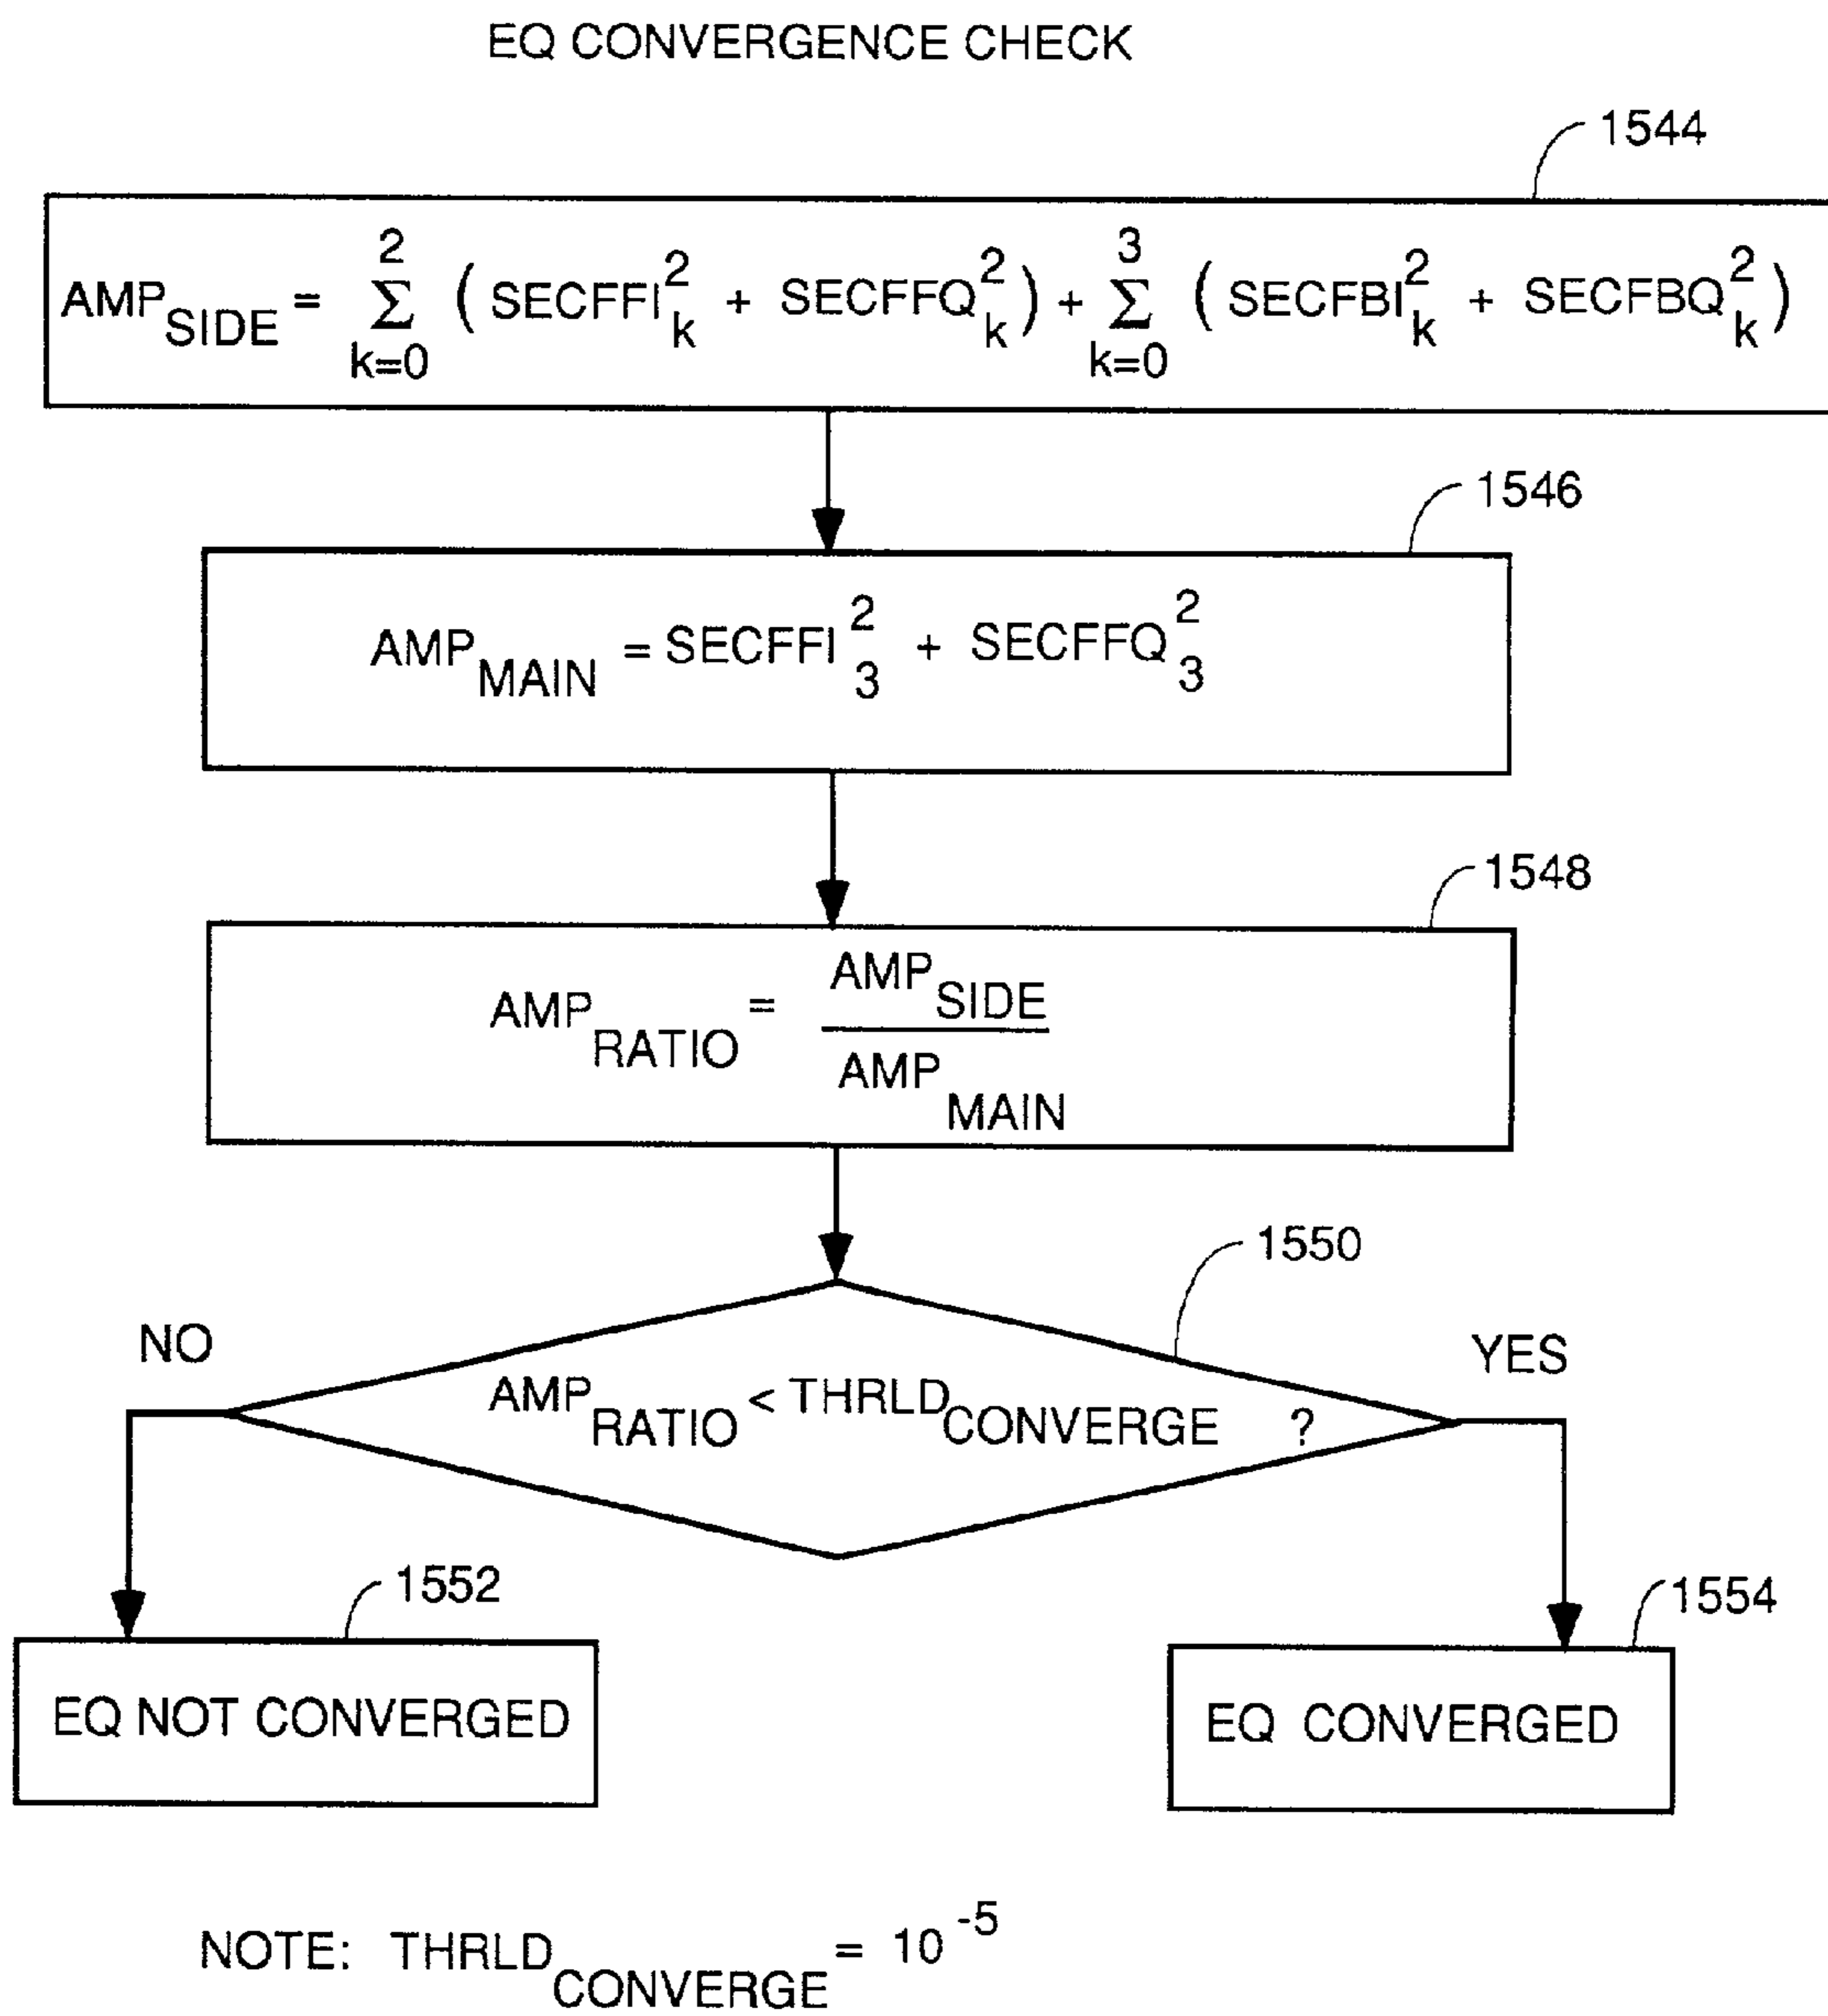 EQ CONVERGENCE CHECK
1544
AMP_SIDE = Σ_{k=0}^{2} ( SECFFI_k^2 + SECFFQ_k^2 ) + Σ_{k=0}^{3} ( SECFBI_k^2 + SECFBQ_k^2 )
1546
AMP_MAIN = SECFFI_3^2 + SECFFQ_3^2
1548
AMP_RATIO = AMP_SIDE / AMP_MAIN
1550
NO
YES
AMP_RATIO < THRLD_CONVERGE ?
1552
1554
EQ NOT CONVERGED
EQ CONVERGED
NOTE: THRLD_CONVERGE = 10^-5